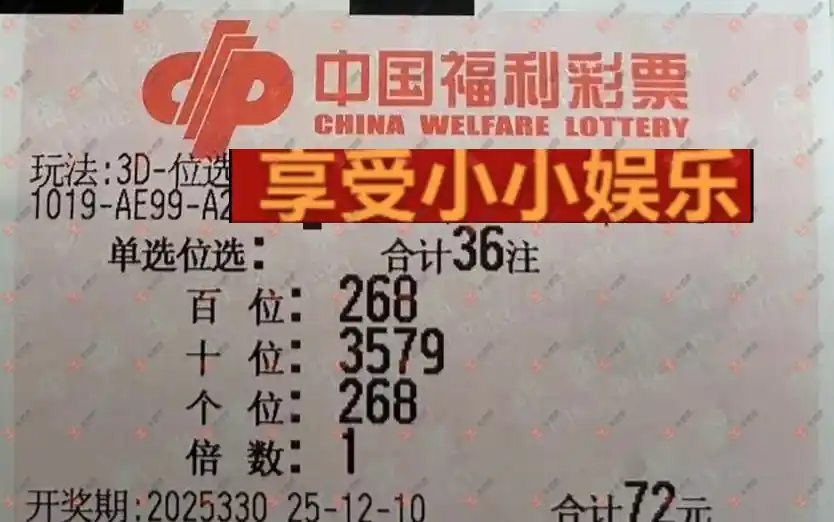 中国福利彩票
CHINA WELFARE LOTTERY
玩法:3D-位选
享受小小娱乐
1019-AE99-A2
单选位选: 合计36注
百位: 268
十位: 3579
个位: 268
倍数: 1
开奖期:2025330 25-12-10 合计72元